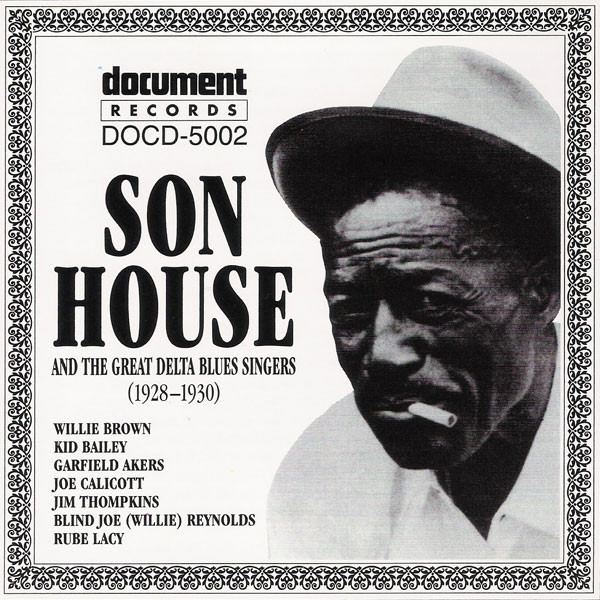 document
RECORDS
DOCD-5002
SON
HOUSE
AND THE GREAT DELTA BLUES SINGERS
(1928–1930)
WILLIE BROWN
KID BAILEY
GARFIELD AKERS
JOE CALICOTT
JIM THOMPKINS
BLIND JOE (WILLIE) REYNOLDS
RUBE LACY